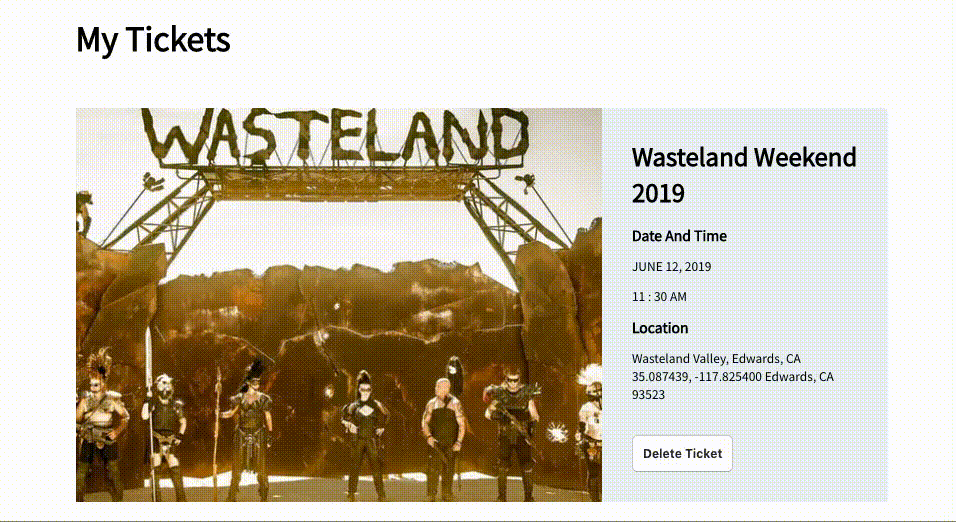 My Tickets
WASTELAND
Wasteland Weekend
2019
Date And Time
JUNE 12, 2019
11 : 30 AM
Location
Wasteland Valley, Edwards, CA
35.087439, -117.825400 Edwards, CA
93523
Delete Ticket